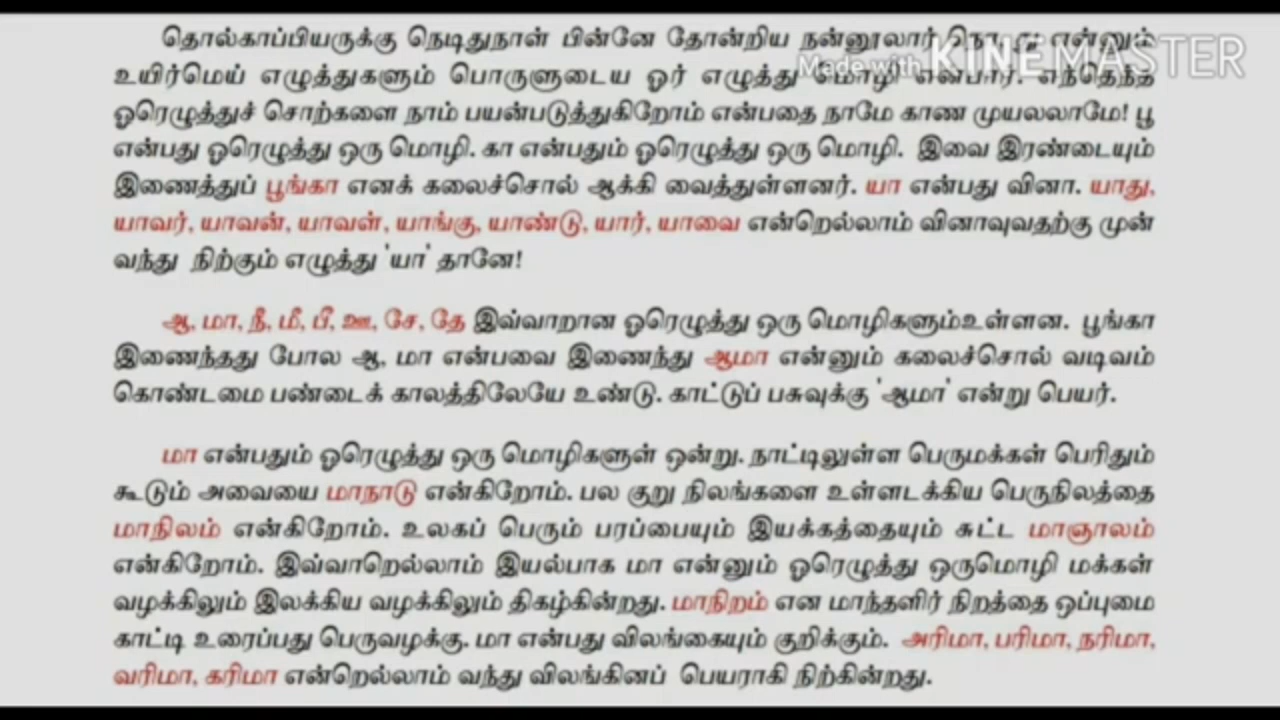 தொல்காப்பியருக்கு நெடிதுநாள் பின்னே தோன்றிய நன்னூலார் நொ து என்னும்
உயிர்மெய் எழுத்துகளும் பொருளுடைய ஓர் எழுத்து மொழி என்பார். எந்தெந்த
ஓரெழுத்துச் சொற்களை நாம் பயன்படுத்துகிறோம் என்பதை நாமே காண முயலலாமே! பூ
என்பது ஓரெழுத்து ஒரு மொழி. கா என்பதும் ஓரெழுத்து ஒரு மொழி. இவை இரண்டையும்
இணைத்துப் பூங்கா எனக் கலைச்சொல் ஆக்கி வைத்துள்ளனர். யா என்பது வினா. யாது,
யாவர், யாவன், யாவள், யாங்கு, யாண்டு, யார், யாவை என்றெல்லாம் வினாவுவதற்கு முன்
வந்து நிற்கும் எழுத்து 'யா' தானே!
ஆ, மா, நீ, மீ, பீ, ஊ, சே, தே இவ்வாறான ஓரெழுத்து ஒரு மொழிகளும்உள்ளன. பூங்கா
இணைந்தது போல ஆ, மா என்பவை இணைந்து ஆமா என்னும் கலைச்சொல் வடிவம்
கொண்டமை பண்டைக் காலத்திலேயே உண்டு. காட்டுப் பசுவுக்கு 'ஆமா' என்று பெயர்.
மா என்பதும் ஓரெழுத்து ஒரு மொழிகளுள் ஒன்று. நாட்டிலுள்ள பெருமக்கள் பெரிதும்
கூடும் அவையை மாநாடு என்கிறோம். பல குறு நிலங்களை உள்ளடக்கிய பெருநிலத்தை
மாநிலம் என்கிறோம். உலகப் பெரும் பரப்பையும் இயக்கத்தையும் சுட்ட மாஞாலம்
என்கிறோம். இவ்வாறெல்லாம் இயல்பாக மா என்னும் ஓரெழுத்து ஒருமொழி மக்கள்
வழக்கிலும் இலக்கிய வழக்கிலும் திகழ்கின்றது. மாநிறம் என மாந்தளிர் நிறத்தை ஒப்புமை
காட்டி உரைப்பது பெருவழக்கு. மா என்பது விலங்கையும் குறிக்கும். அரிமா, பரிமா, நரிமா,
வரிமா, கரிமா என்றெல்லாம் வந்து விலங்கினப் பெயராகி நிற்கின்றது.
Made with KINEMASTER